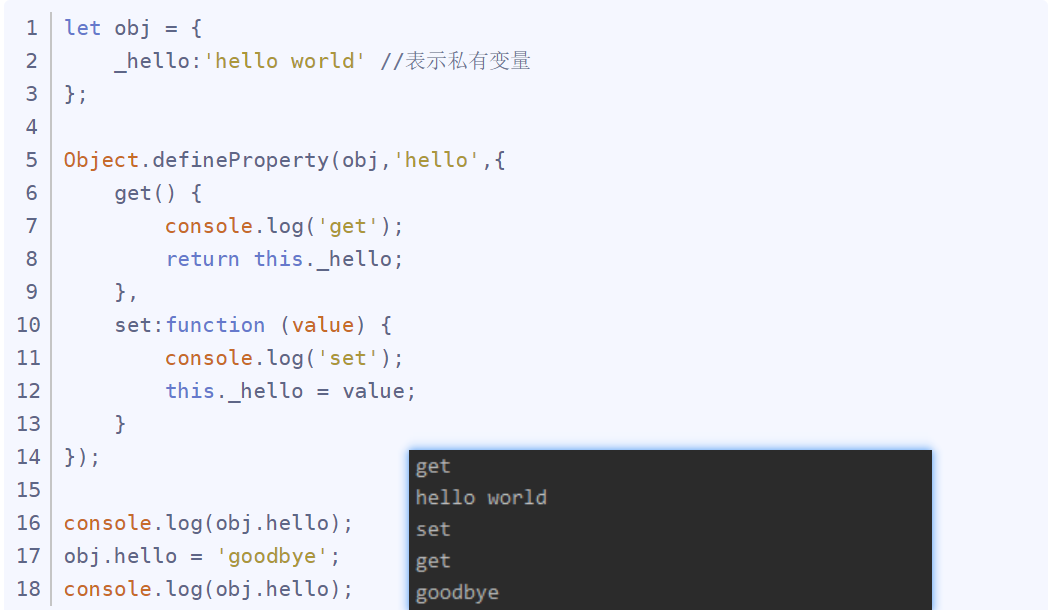 1 let obj = {
2     _hello:'hello world' //表示私有变量
3 };
4
5 Object.defineProperty(obj,'hello',{
6     get() {
7         console.log('get');
8         return this._hello;
9     },
10     set:function (value) {
11         console.log('set');
12         this._hello = value;
13     }
14 });
15
16 console.log(obj.hello);
17 obj.hello = 'goodbye';
18 console.log(obj.hello);
get
hello world
set
get
goodbye